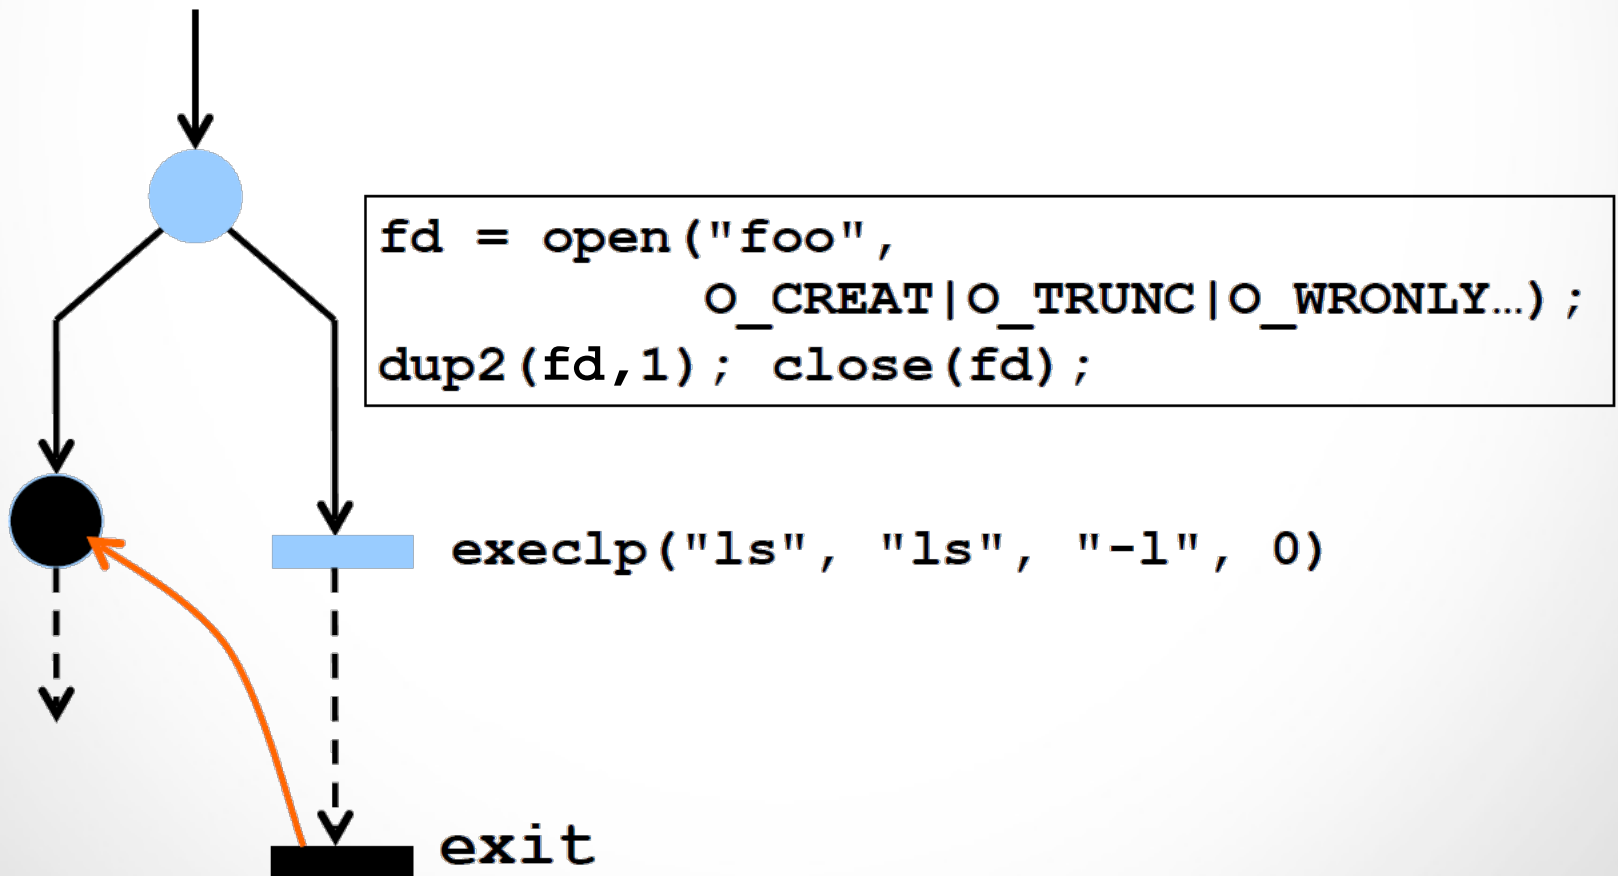 fd = open("foo",
O_CREAT|O_TRUNC|O_WRONLY…);
dup2(fd,1); close(fd);
execlp("ls", "ls", "-l", 0)
exit